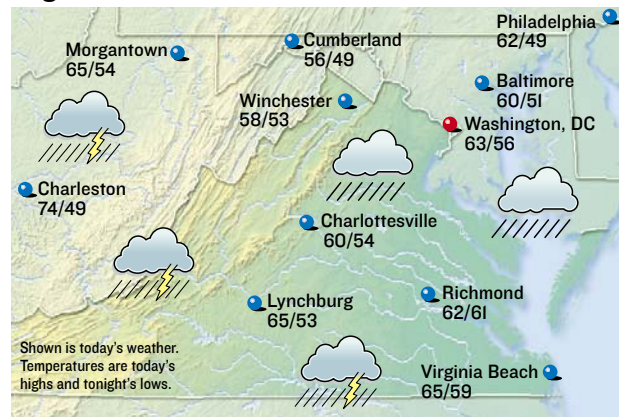 Philadelphia
62/49
Morgantown
65/54
Cumberland
56/49
Baltimore
60/51
Winchester
58/53
Washington, DC
63/56
Charleston
74/49
Charlottesville
60/54
Lynchburg
65/53
Richmond
62/61
Shown is today's weather.
Temperatures are today's
highs and tonight's lows.
Virginia Beach
65/59